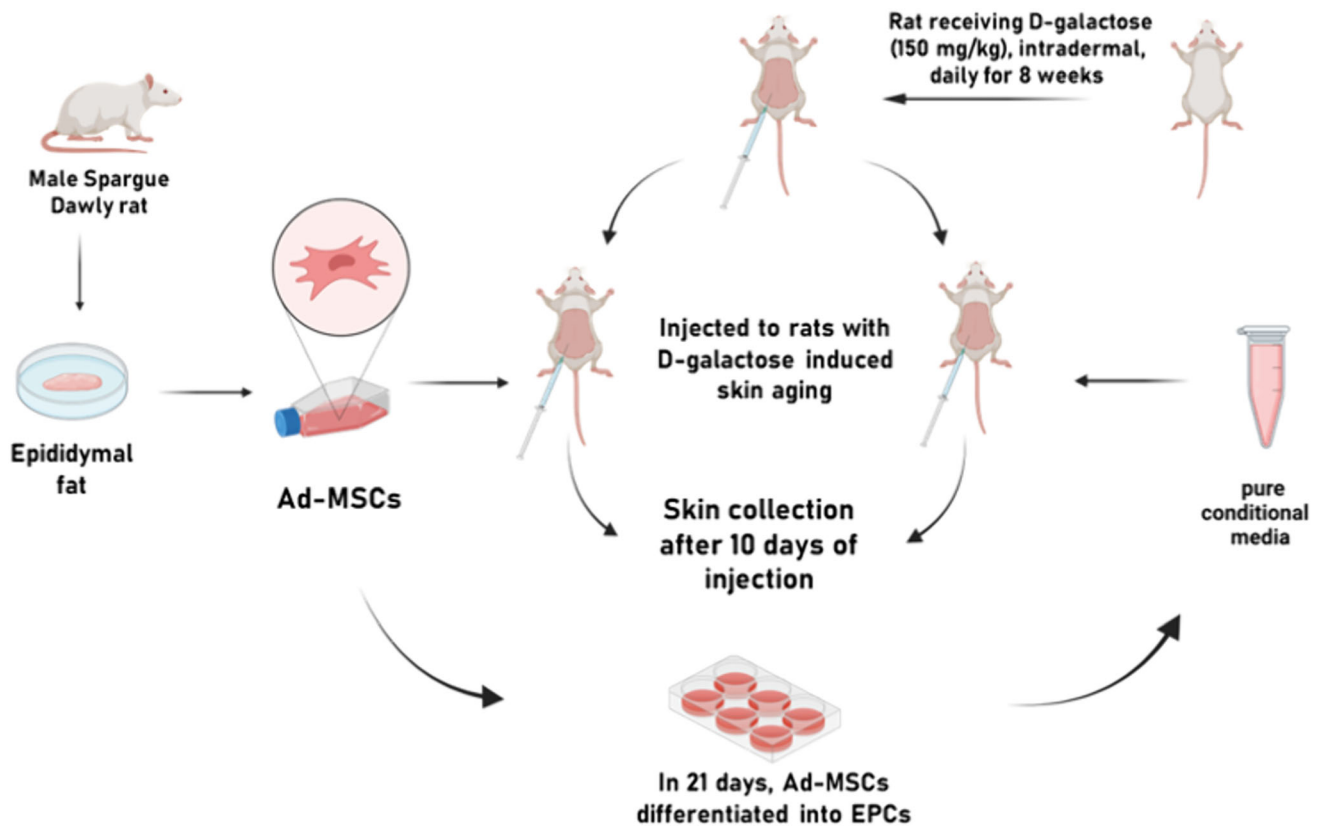 Rat receiving D-galactose
(150 mg/kg), intradermal,
daily for 8 weeks
Male Spargue
Dawly rat
Injected to rats with
D-galactose induced
skin aging
Epididymal
fat
Ad-MSCs
Skin collection
after 10 days of
injection
pure
conditional
media
In 21 days, Ad-MSCs
differentiated into EPCs